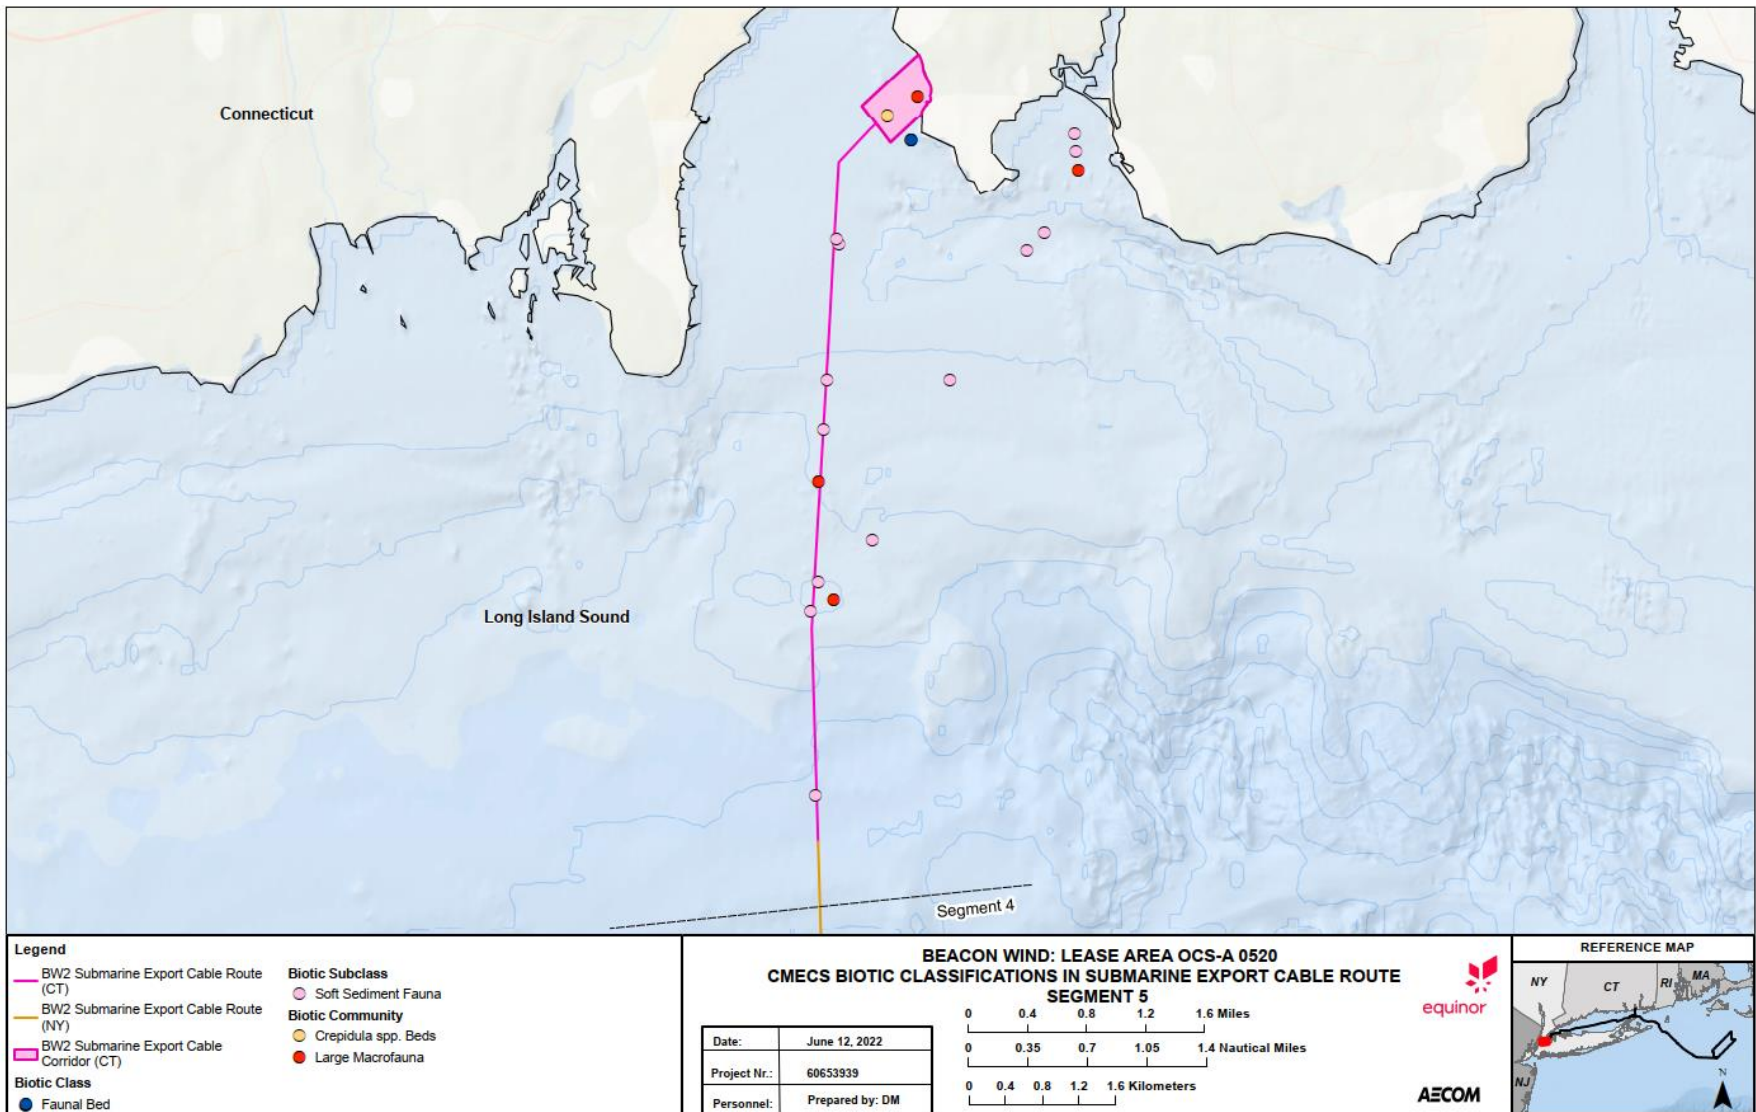 Connecticut
Long Island Sound
Segment 4
Legend
BW2 Submarine Export Cable Route
(CT)
BW2 Submarine Export Cable Route
(NY)
BW2 Submarine Export Cable
Corridor (CT)
Biotic Class
Faunal Bed
Biotic Subclass
Soft Sediment Fauna
Biotic Community
Crepidula spp. Beds
Large Macrofauna
BEACON WIND: LEASE AREA OCS-A 0520
CMECS BIOTIC CLASSIFICATIONS IN SUBMARINE EXPORT CABLE ROUTE
SEGMENT 5
Date: June 12, 2022
Project Nr.: 60653939
Personnel: Prepared by: DM
0 0.4 0.8 1.2 1.6 Miles
0 0.35 0.7 1.05 1.4 Nautical Miles
0 0.4 0.8 1.2 1.6 Kilometers
equinor
AECOM
REFERENCE MAP
NY CT RI MA
NJ
N